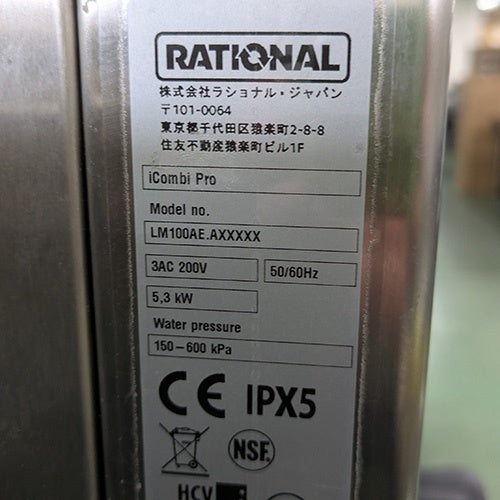 RATIONAL
株式会社ラショナル・ジャパン
〒101-0064
東京都千代田区猿楽町2-8-8
住友不動産猿楽町ビル1F
iCombi Pro
Model no.
LM100AE.AXXXXX
3AC 200V
50/60Hz
5,3 kW
Water pressure
150–600 kPa
CE IPX5
NSF.
HCV